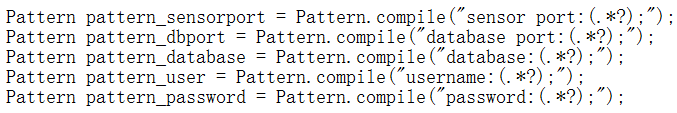 Pattern pattern_sensorport = Pattern.compile("sensor port:(.*?);");
Pattern pattern_dbport = Pattern.compile("database port:(.*?);");
Pattern pattern_database = Pattern.compile("database:(.*?);");
Pattern pattern_user = Pattern.compile("username:(.*?);");
Pattern pattern_password = Pattern.compile("password:(.*?);");